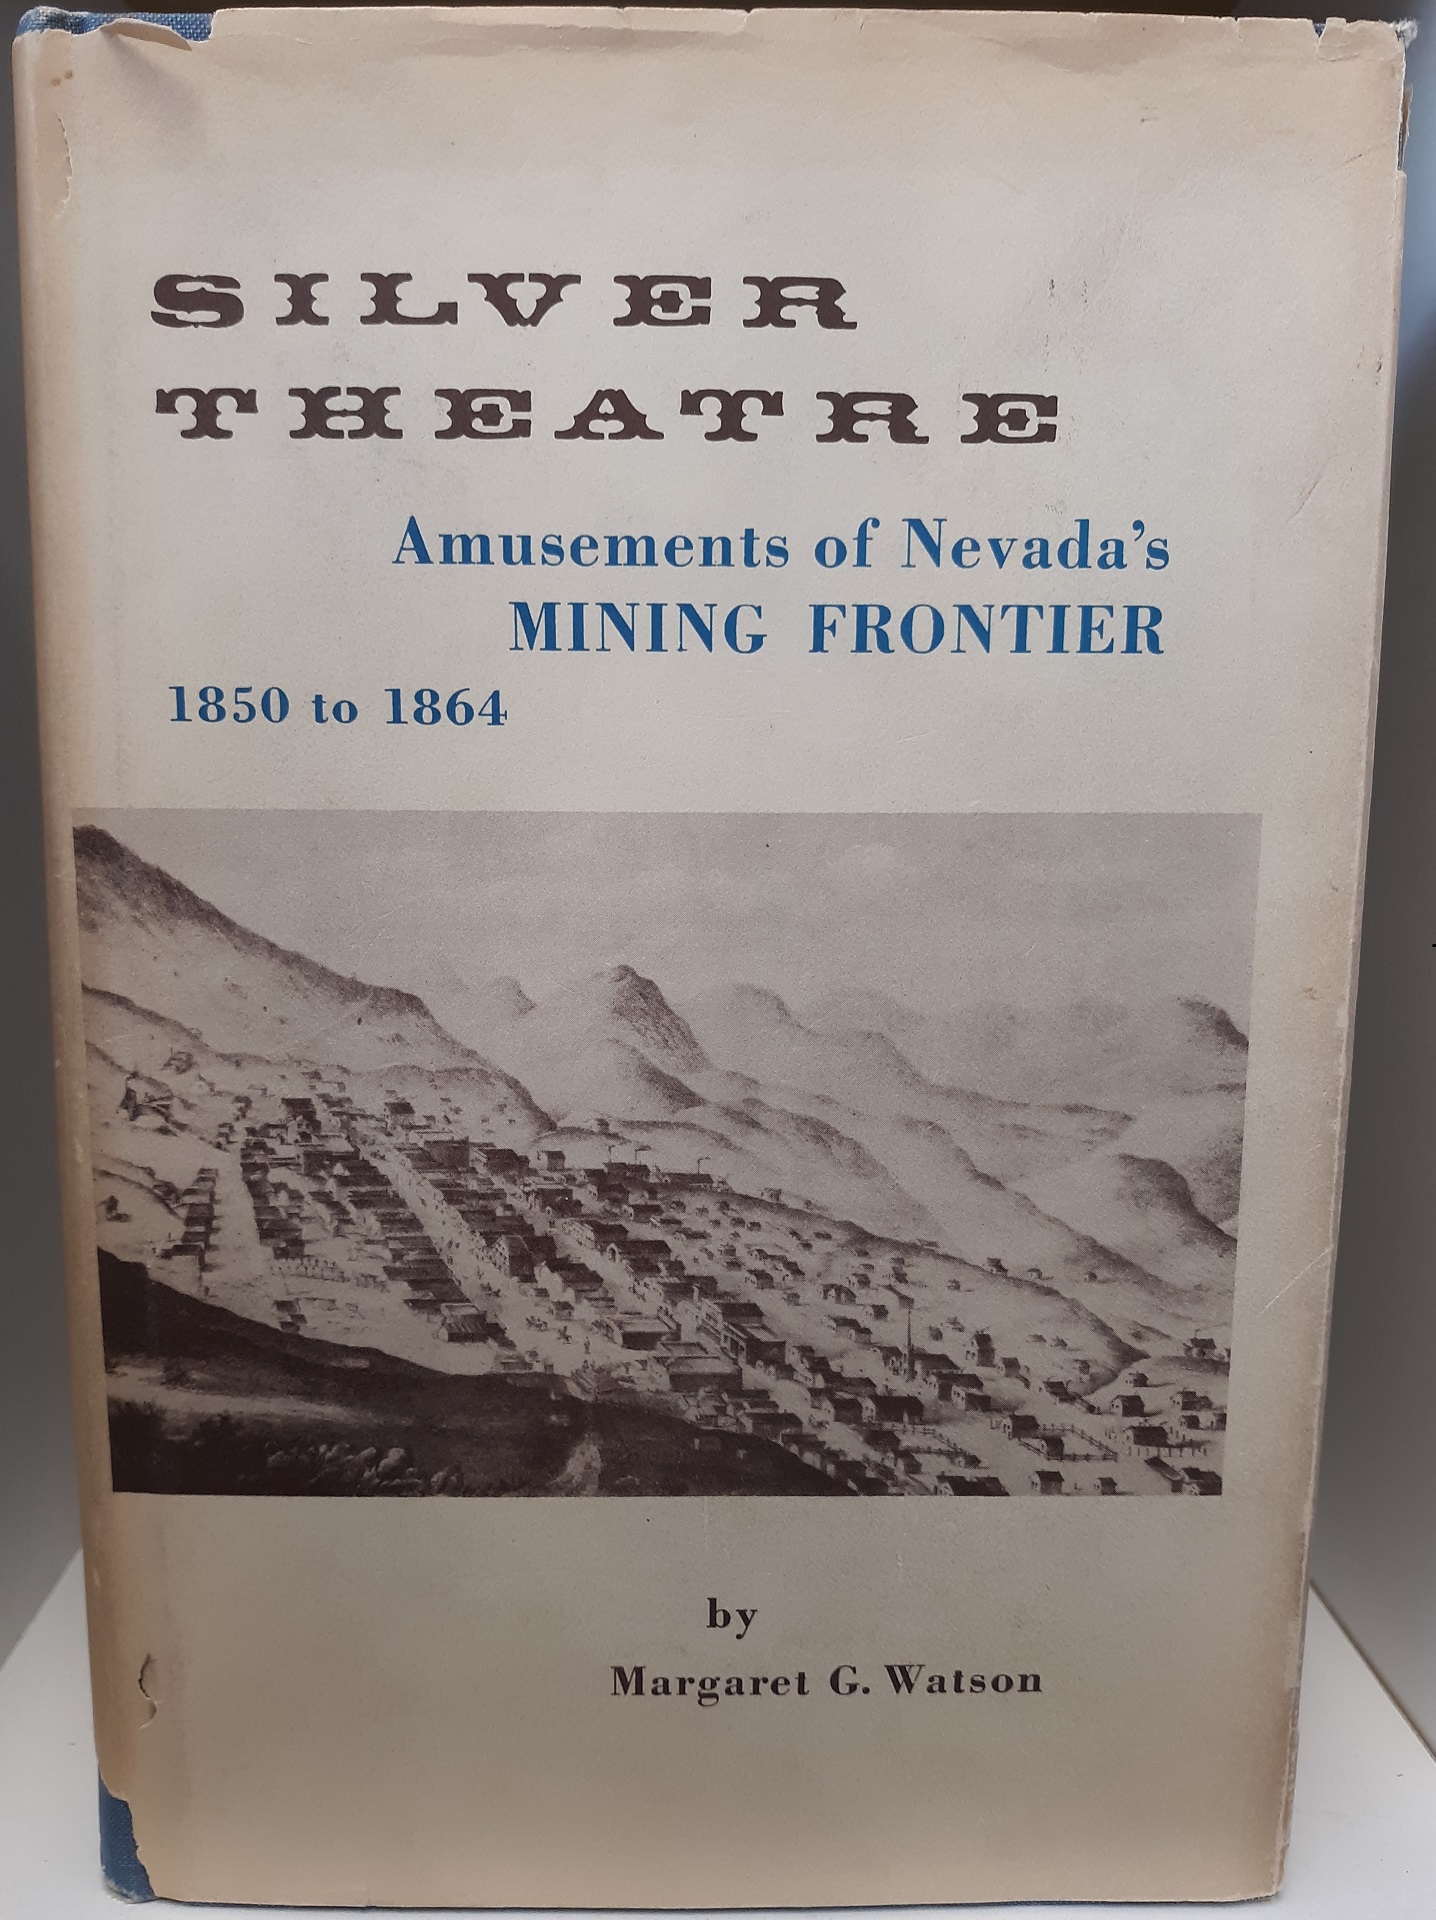 SILVER
THEATRE
Amusements of Nevada's
MINING FRONTIER
1850 to 1864
by
Margaret G. Watson